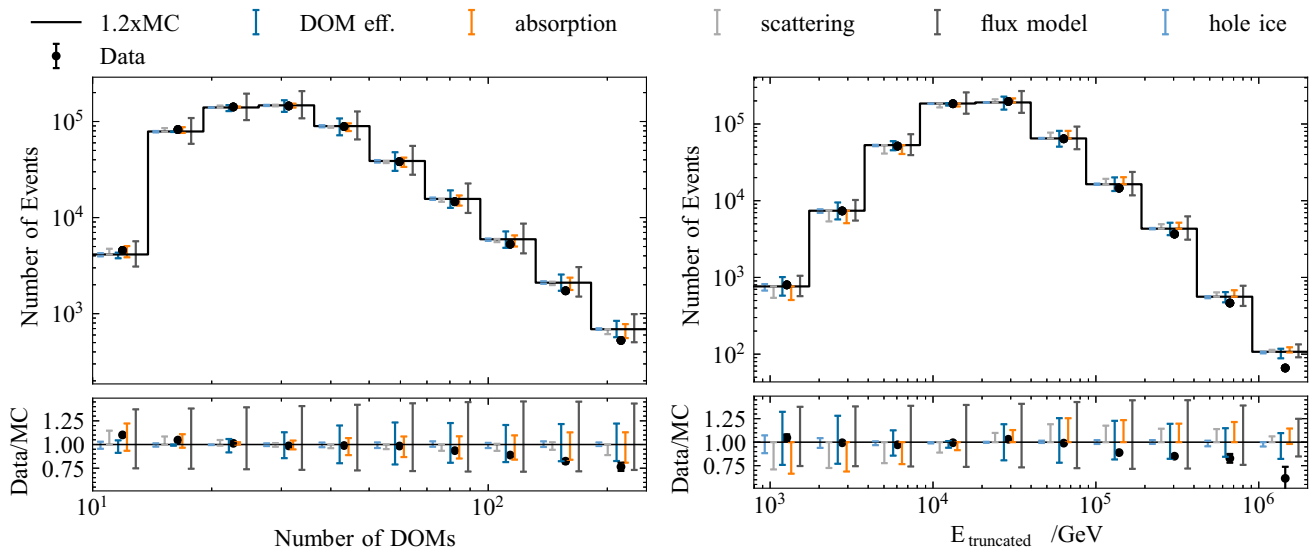 1.2xMC DOM eff. absorption scattering flux model hole ice
Data
Number of Events
10^5
10^4
10^3
Data/MC
1.25
1.00
0.75
10^1 10^2
Number of DOMs
Number of Events
10^5
10^4
10^3
10^2
Data/MC
1.25
1.00
0.75
10^3 10^4 10^5 10^6
E_truncated /GeV